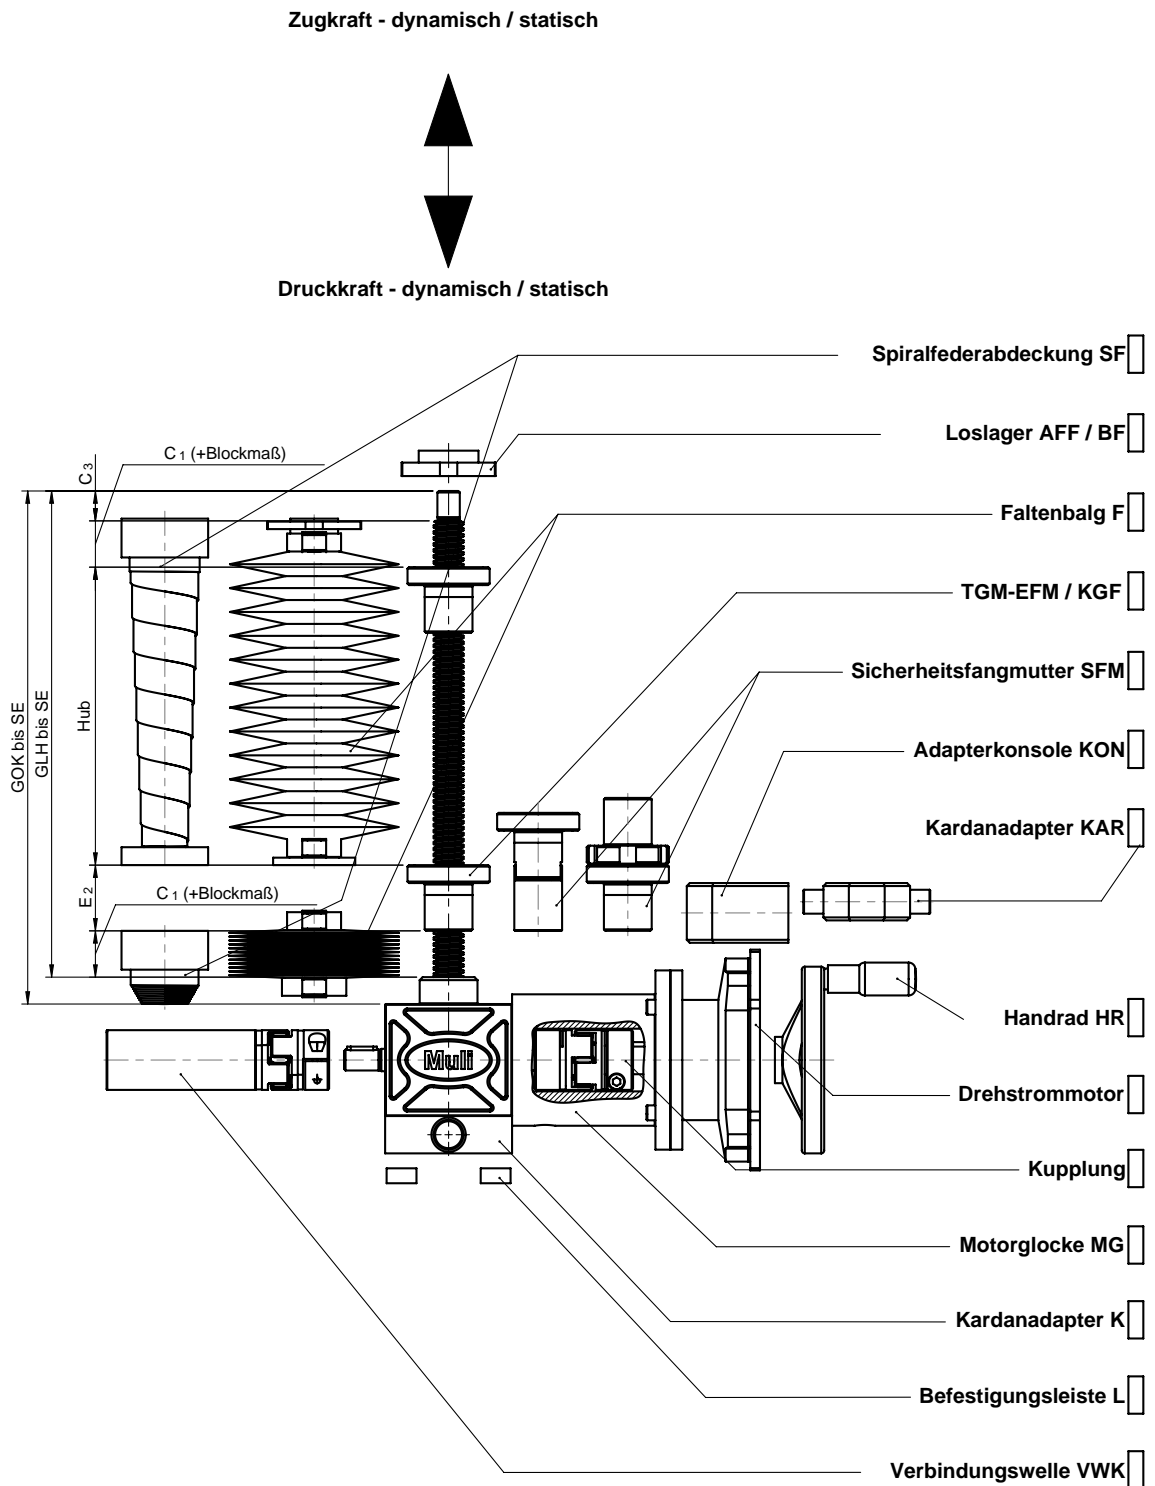 Zugkraft - dynamisch / statisch
Druckkraft - dynamisch / statisch
Spiralfederabdeckung SF
Loslager AFF / BF
C 1 (+Blockmaß)
C 3
Faltenbalg F
TGM-EFM / KGF
Sicherheitsfangmutter SFM
GOK bis SE
GLH bis SE
Hub
Adapterkonsole KON
Kardanadapter KAR
E 2
C 1 (+Blockmaß)
Handrad HR
Muli
Drehstrommotor
Kupplung
Motorglocke MG
Kardanadapter K
Befestigungsleiste L
Verbindungswelle VWK